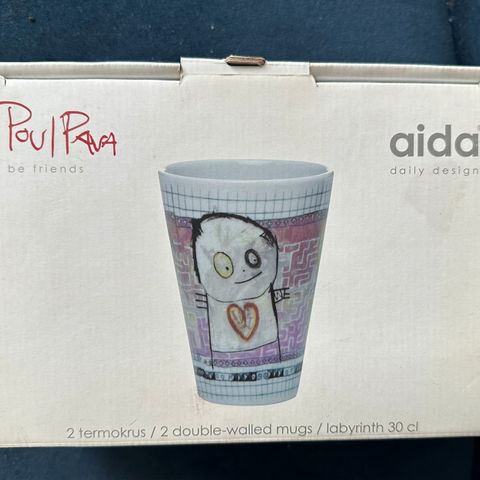 Poul Pava
be friends
aida
daily design
2 termokrus / 2 double-walled mugs / labyrinth 30 cl